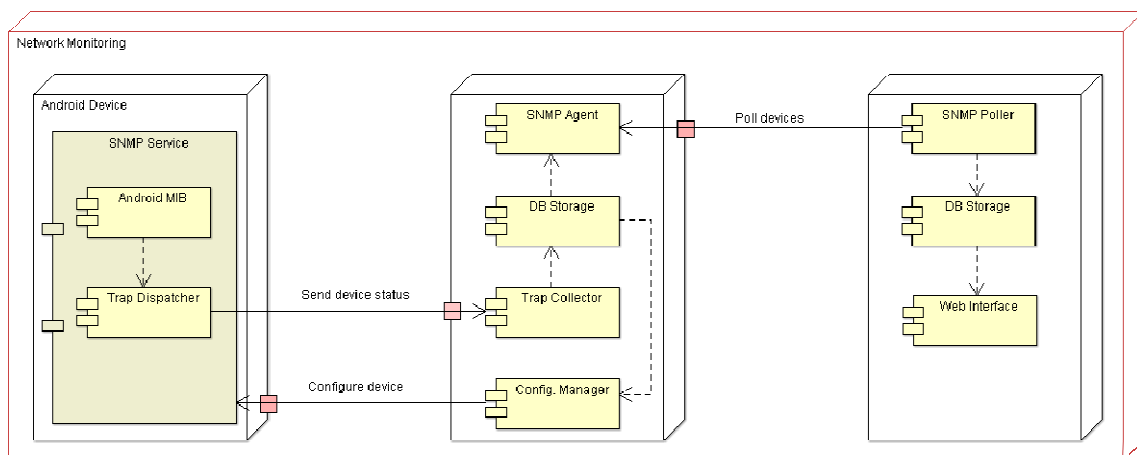 Network Monitoring
Android Device
SNMP Service
Android MIB
Trap Dispatcher
Send device status
Configure device
SNMP Agent
DB Storage
Trap Collector
Config. Manager
Poll devices
SNMP Poller
DB Storage
Web Interface